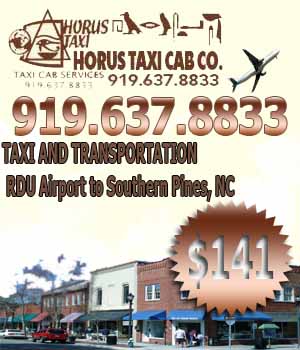 HORUS
TAXI
TAXI CAB SERVICES
919.637.8833
HORUS TAXI CAB CO.
919.637.8833
919.637.8833
TAXI AND TRANSPORTATION
RDU Airport to Southern Pines, NC
$141